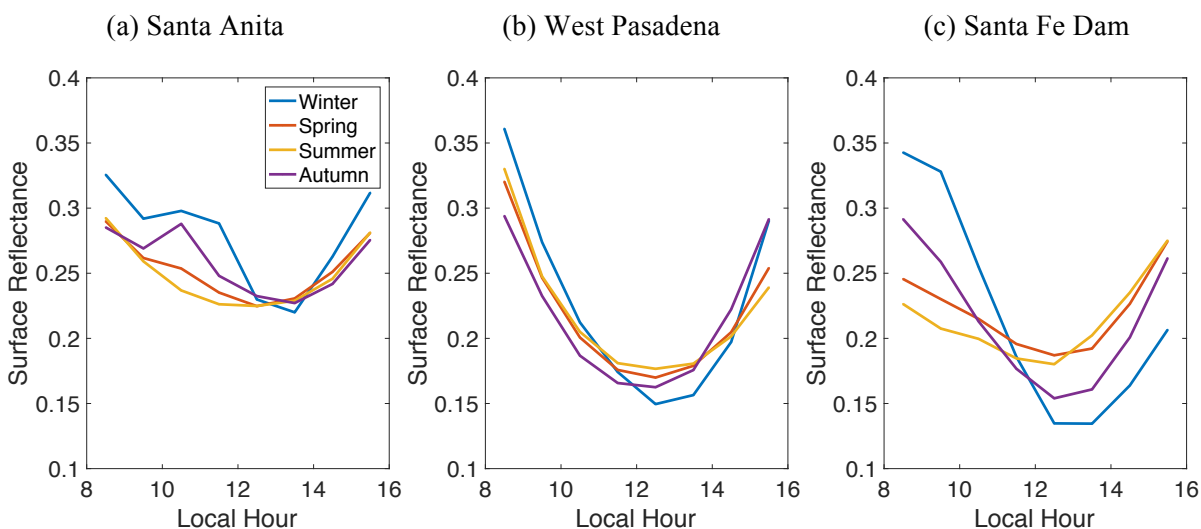 (a) Santa Anita
(b) West Pasadena
(c) Santa Fe Dam
0.4
0.35
0.3
0.25
0.2
0.15
0.1
8
10
12
14
16
Surface Reflectance
Local Hour
Winter
Spring
Summer
Autumn
0.4
0.35
0.3
0.25
0.2
0.15
0.1
8
10
12
14
16
Surface Reflectance
Local Hour
0.4
0.35
0.3
0.25
0.2
0.15
0.1
8
10
12
14
16
Surface Reflectance
Local Hour